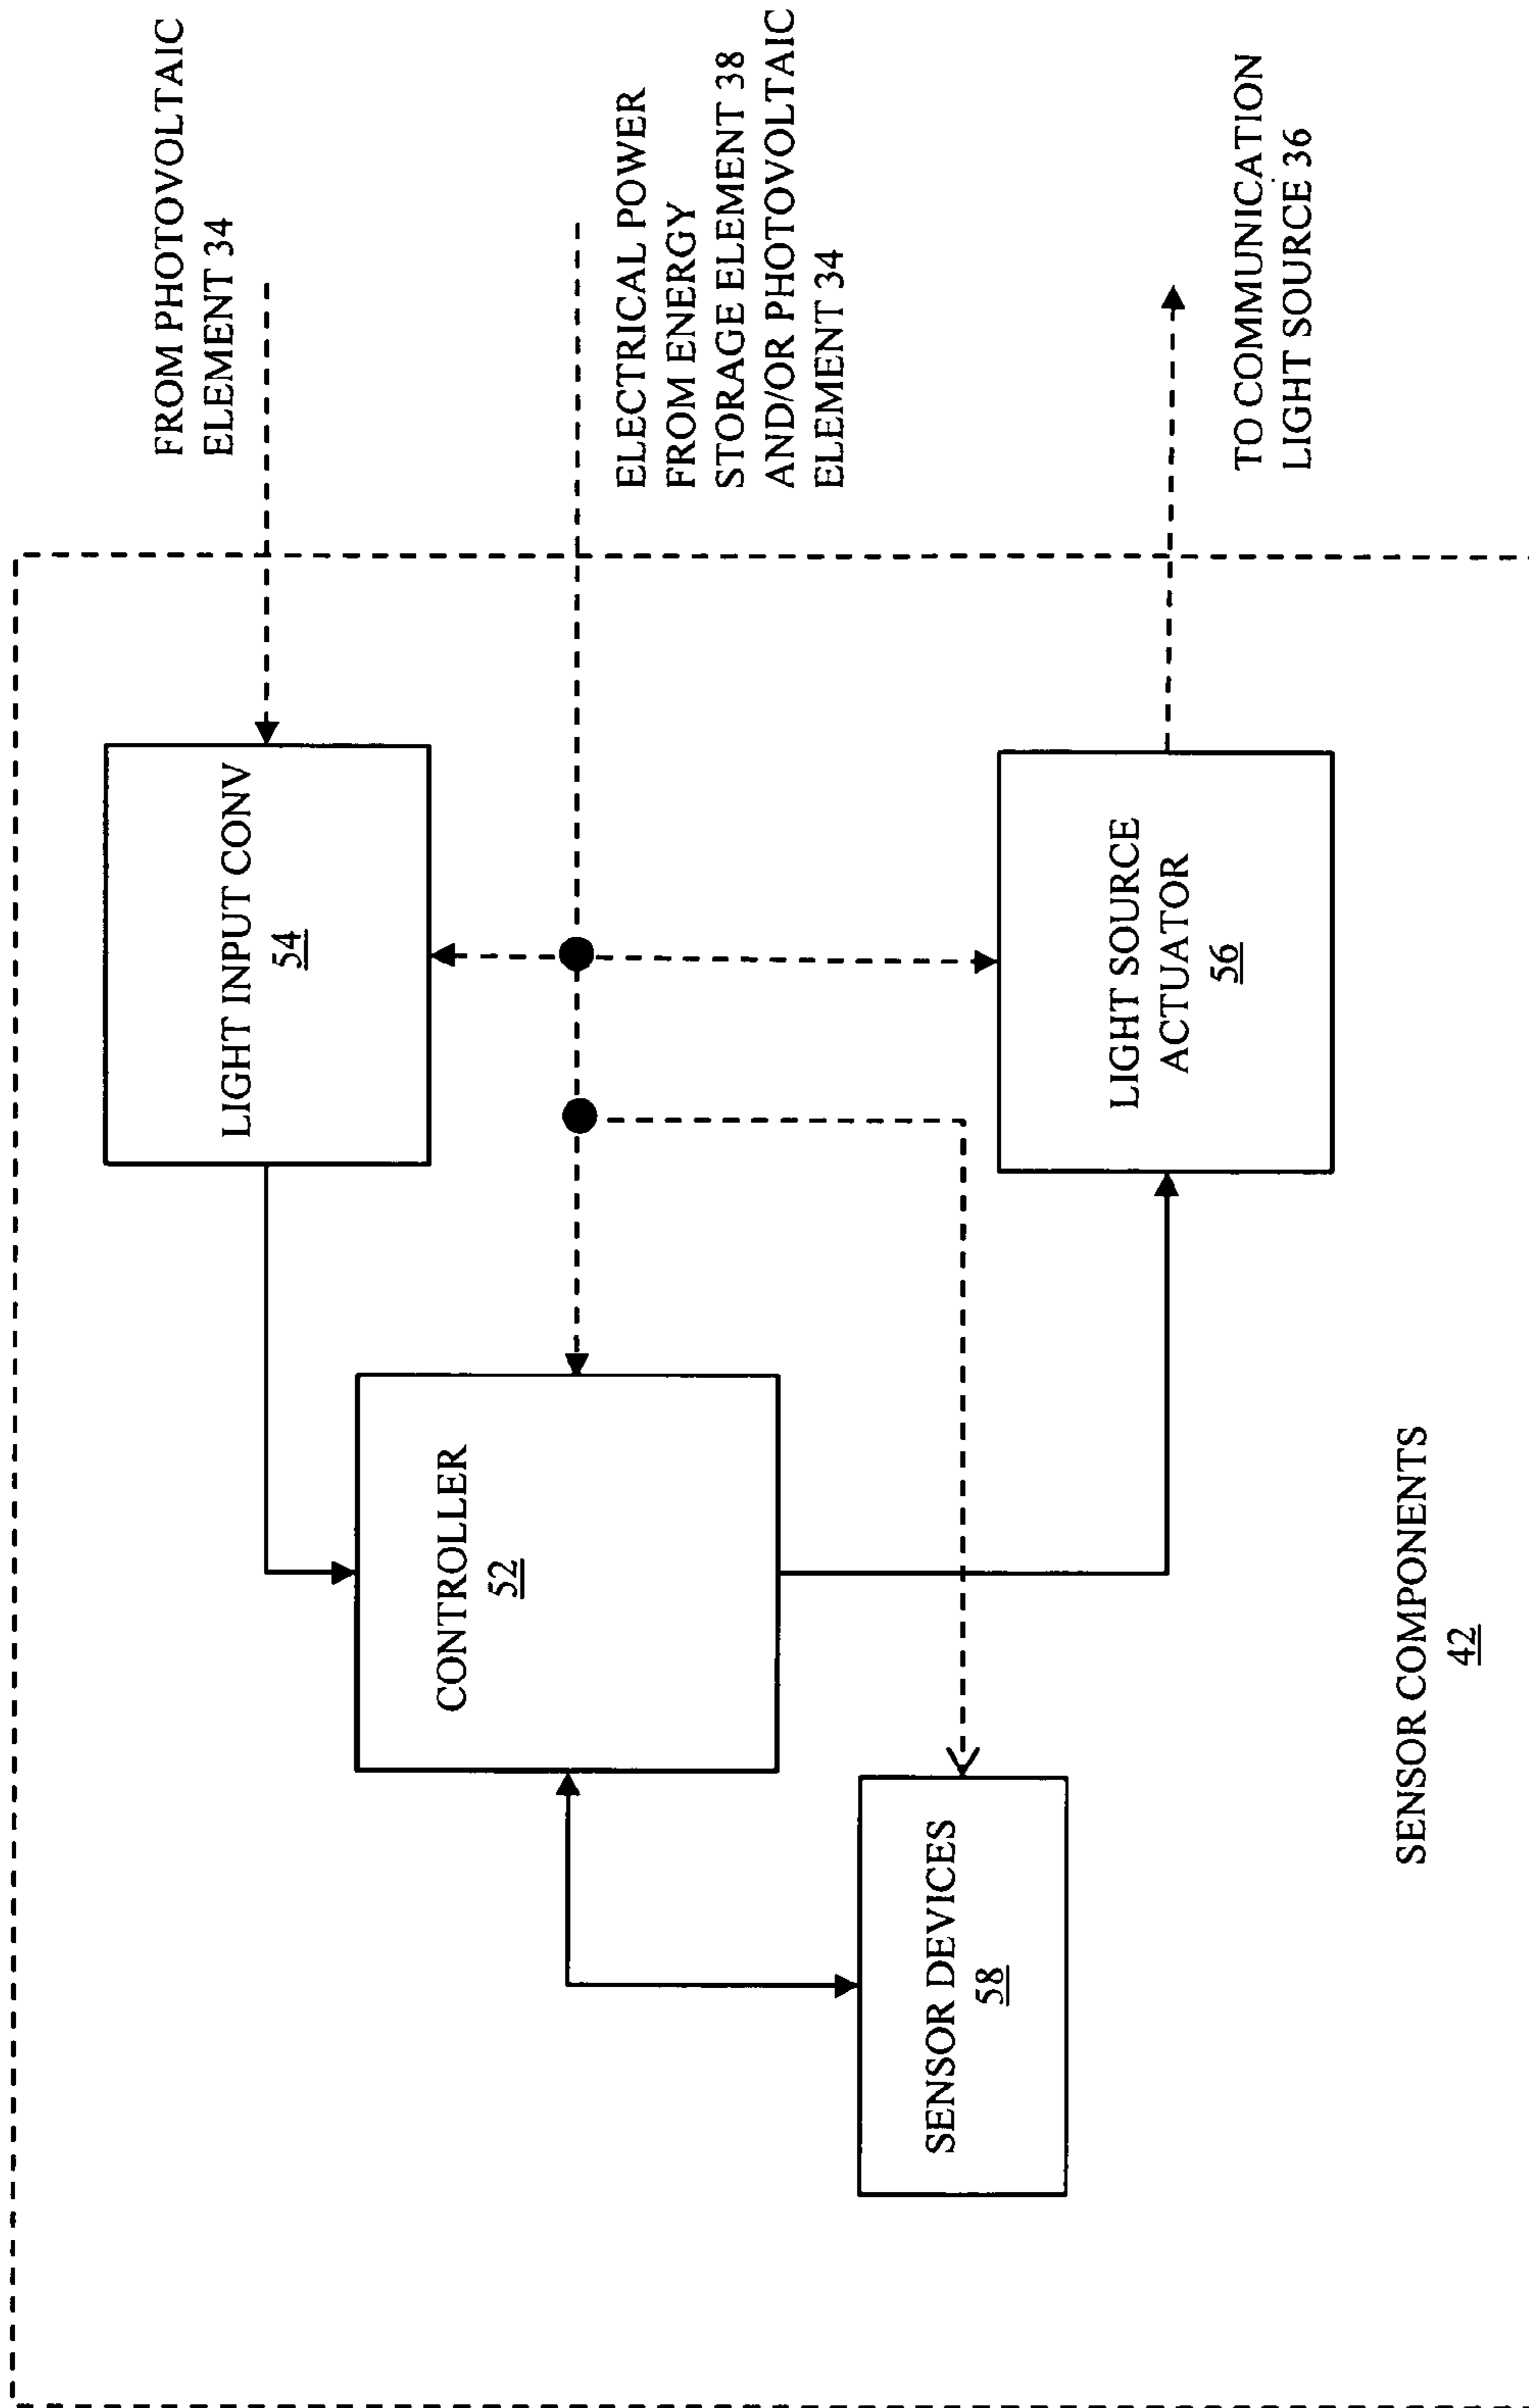 FROM PHOTOVOLTAIC
ELEMENT 34
LIGHT INPUT CONV
54
ELECTRICAL POWER
FROM ENERGY
STORAGE ELEMENT 38
AND/OR PHOTOVOLTAIC
ELEMENT 34
CONTROLLER
52
SENSOR DEVICES
58
LIGHT SOURCE
ACTUATOR
56
TO COMMUNICATION
LIGHT SOURCE 36
SENSOR COMPONENTS
42